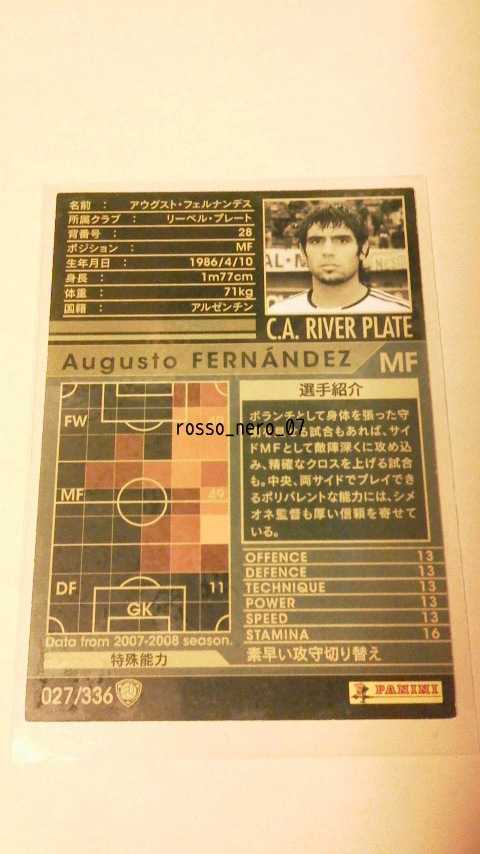 名前 : アウグスト・フェルナンデス
所属クラブ : リーベル・プレート
背番号 : 28
ポジション : MF
生年月日 : 1986/4/10
身長 : 1m77cm
体重 : 71kg
国籍 : アルゼンチン
C.A. RIVER PLATE
Augusto FERNÁNDEZ MF
選手紹介
FW
rosso_nero_07
ボランチとして身体を張った守
る試合もあれば、サイ
ドMFとして敵陣深くに攻め込
み、精確なクロスを上げる試合
も。中央、両サイドでプレイでき
るポリバレントな能力には、シメ
オネ監督も厚い信頼を寄せて
いる。
MF 49
DF 11
GK
Data from 2007-2008 season.
OFFENCE 13
DEFENCE 13
TECHNIQUE 13
POWER 13
SPEED 13
STAMINA 16
特殊能力 素早い攻守切り替え
027/336
PANINI